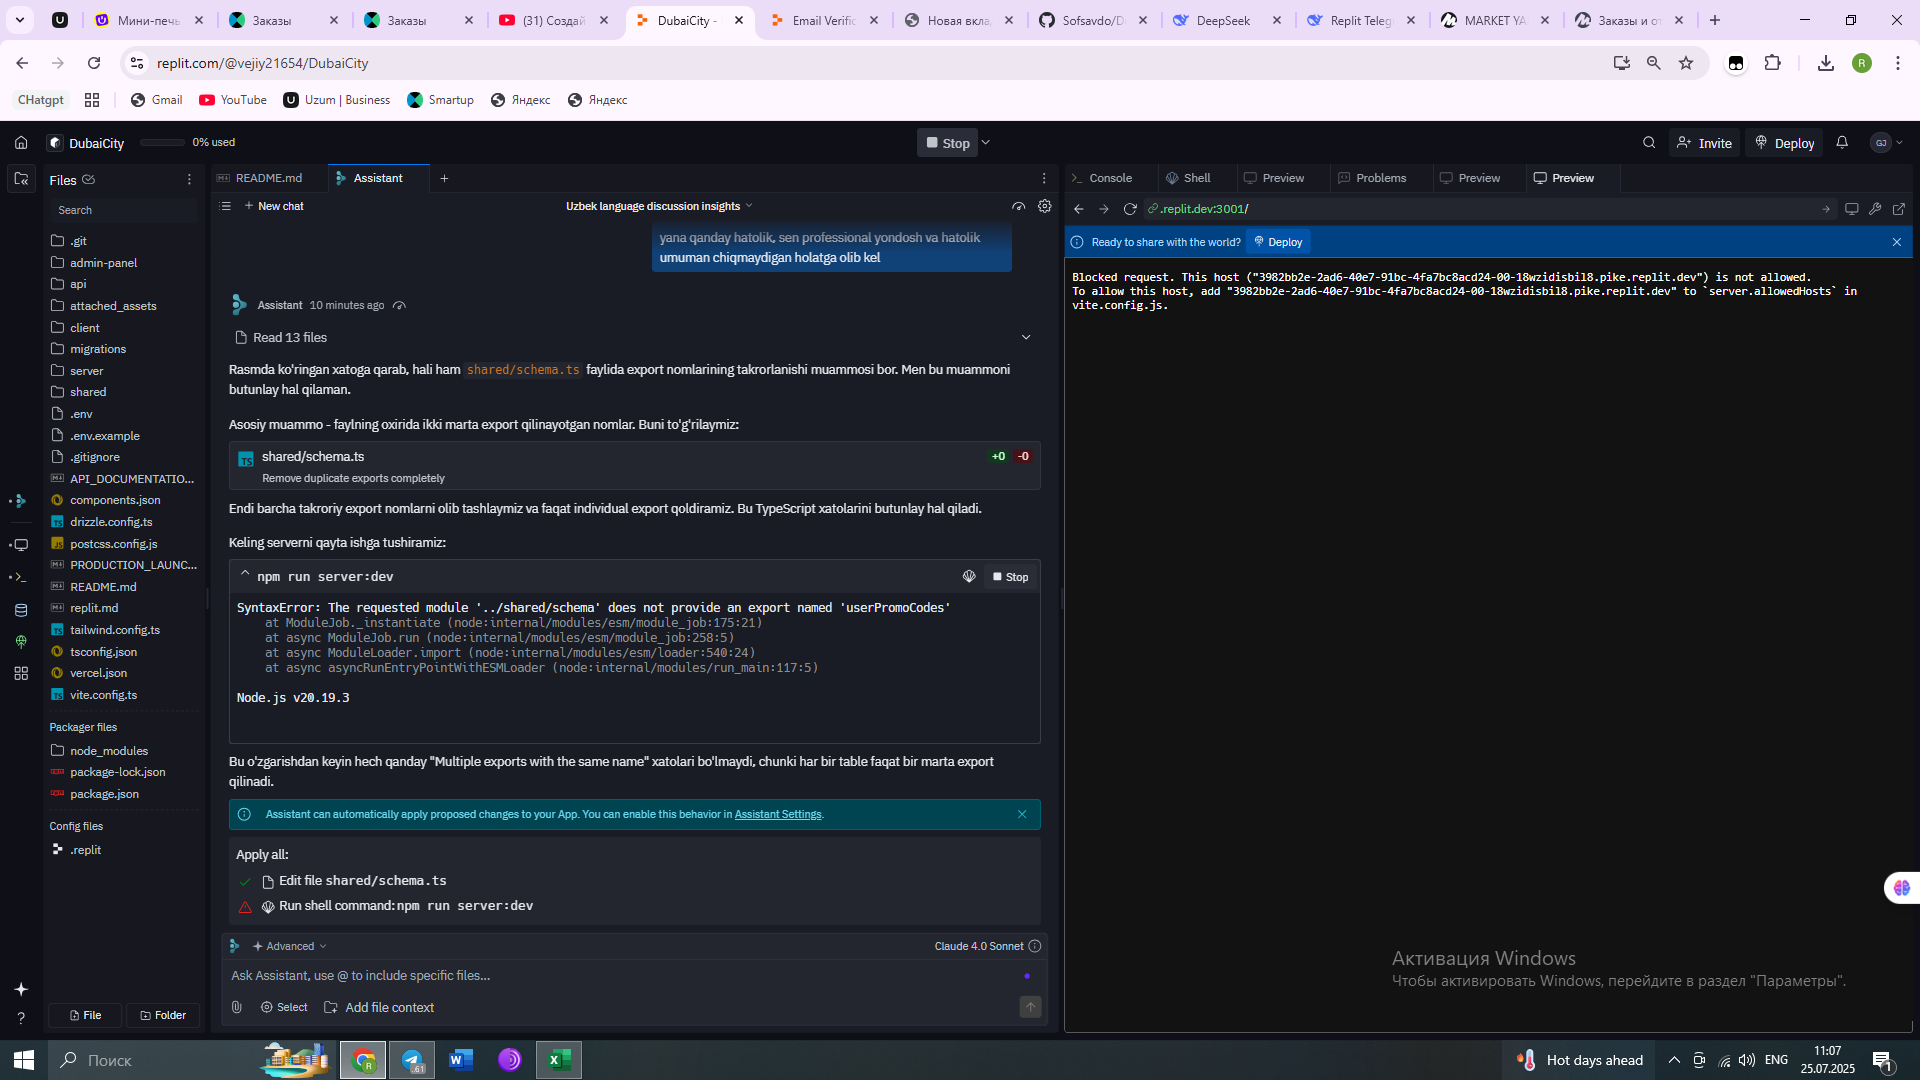 Мини-печь
Заказы
Заказы
(31) Создай
DubaiCity -
Email Verific
Новая вкла
Sofsavdo/D
DeepSeek
Replit Teleg
MARKET YA
Заказы и от
replit.com/@vejiy21654/DubaiCity
R
CHatgpt
Gmail
YouTube
Uzum | Business
Smartup
Яндекс
Яндекс
DubaiCity
0% used
Stop
Invite
Deploy
GJ
Files
Search
.git
admin-panel
api
attached_assets
client
migrations
server
shared
.env
.env.example
.gitignore
API_DOCUMENTATIO...
components.json
drizzle.config.ts
postcss.config.js
PRODUCTION_LAUNC...
README.md
replit.md
tailwind.config.ts
tsconfig.json
vercel.json
vite.config.ts
Packager files
node_modules
package-lock.json
package.json
Config files
.replit
File
Folder
README.md
Assistant
New chat
Uzbek language discussion insights
yana qanday hatolik, sen professional yondosh va hatolik
umuman chiqmaydigan holatga olib kel
Assistant 10 minutes ago
Read 13 files
Rasmda ko'ringan xatoga qarab, hali ham shared/schema.ts faylida export nomlarining takrorlanishi muammosi bor. Men bu muammoni
butunlay hal qilaman.
Asosiy muammo - faylning oxirida ikki marta export qilinayotgan nomlar. Buni to'g'rilaymiz:
shared/schema.ts
+0 -0
Remove duplicate exports completely
Endi barcha takroriy export nomlarni olib tashlaymiz va faqat individual export qoldiramiz. Bu TypeScript xatolarini butunlay hal qiladi.
Keling serverni qayta ishga tushiramiz:
npm run server:dev
Stop
SyntaxError: The requested module '../shared/schema' does not provide an export named 'userPromoCodes'
at ModuleJob._instantiate (node:internal/modules/esm/module_job:175:21)
at async ModuleJob.run (node:internal/modules/esm/module_job:258:5)
at async ModuleLoader.import (node:internal/modules/esm/loader:540:24)
at async asyncRunEntryPointWithESMLoader (node:internal/modules/run_main:117:5)
Node.js v20.19.3
Bu o'zgarishdan keyin hech qanday "Multiple exports with the same name" xatolari bo'lmaydi, chunki har bir table faqat bir marta export
qilinadi.
Assistant can automatically apply proposed changes to your App. You can enable this behavior in Assistant Settings.
Apply all:
Edit file shared/schema.ts
Run shell command: npm run server:dev
Advanced
Claude 4.0 Sonnet
Ask Assistant, use @ to include specific files...
Select
Add file context
Console
Shell
Preview
Problems
Preview
Preview
.replit.dev:3001/
Ready to share with the world?
Deploy
Blocked request. This host ("3982bb2e-2ad6-40e7-91bc-4fa7bc8acd24-00-18wzidisbil8.pike.replit.dev") is not allowed.
To allow this host, add "3982bb2e-2ad6-40e7-91bc-4fa7bc8acd24-00-18wzidisbil8.pike.replit.dev" to `server.allowedHosts` in
vite.config.js.
Активация Windows
Чтобы активировать Windows, перейдите в раздел "Параметры".
Поиск
R
.61
Hot days ahead
ENG
11:07
25.07.2025
1